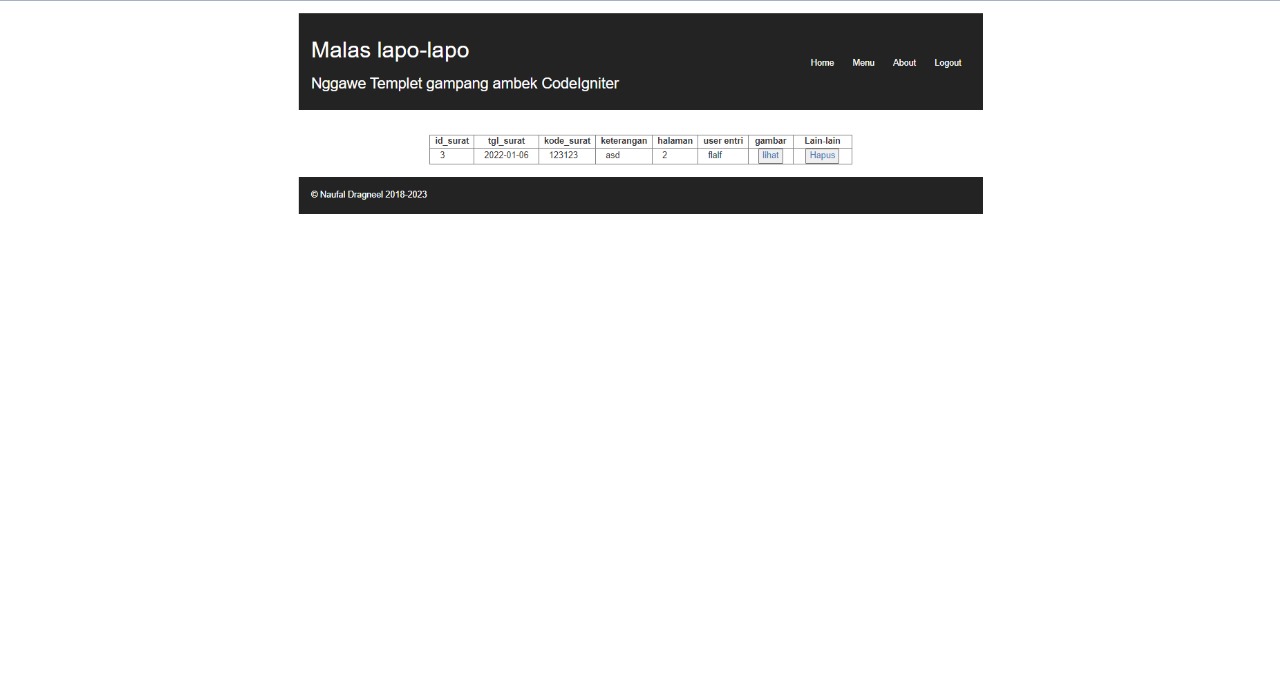 Malas lapo-lapo
Home Menu About Logout
Nggawe Templet gampang ambek CodeIgniter
id_surat tgl_surat kode_surat keterangan halaman user entri gambar Lain-lain
3 2022-01-06 123123 asd 2 flalf lihat Hapus
© Naufal Dragneel 2018-2023